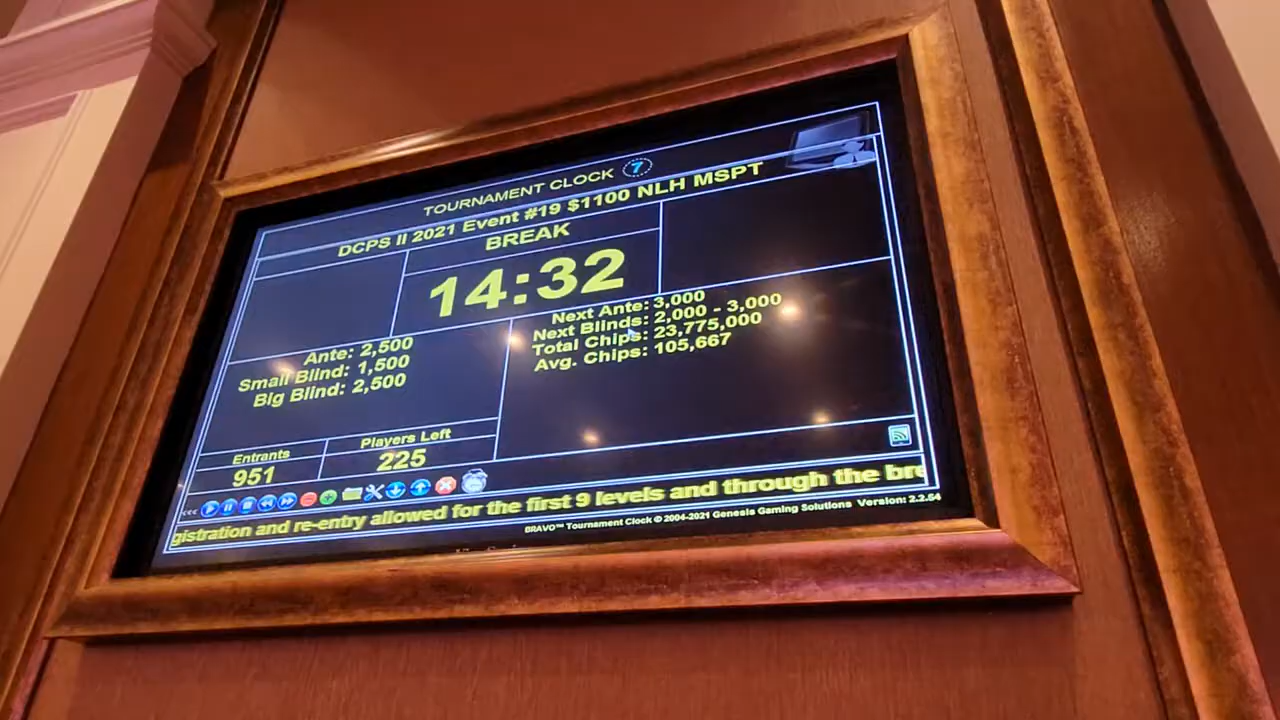 TOURNAMENT CLOCK 7
DCPS II 2021 Event #19 $1100 NLH MSPT
BREAK
14:32
Ante: 2,500
Small Blind: 1,500
Big Blind: 2,500
Next Ante: 3,000
Next Blinds: 2,000 - 3,000
Total Chips: 23,775,000
Avg. Chips: 105,667
Entrants
951
Players Left
225
<<<
gistration and re-entry allowed for the first 9 levels and through the bre
BRAVO™ Tournament Clock © 2004-2021 Genesis Gaming Solutions Version: 2.2.54